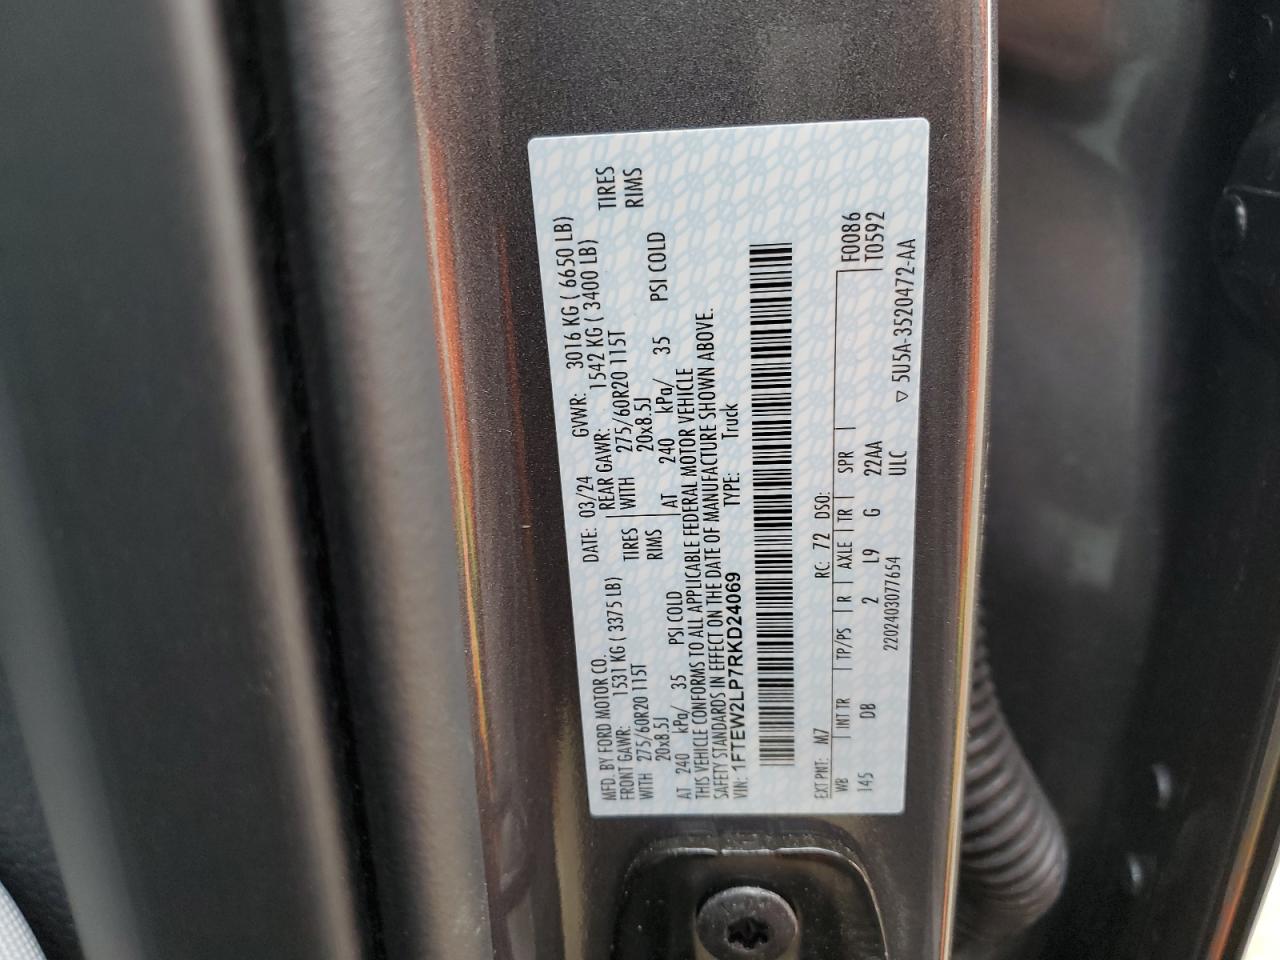 MFD. BY FORD MOTOR CO.
DATE: 03/24 GVWR: 3016 KG ( 6650 LB)
FRONT GAWR: 1531 KG ( 3375 LB) REAR GAWR: 1542 KG ( 3400 LB)
WITH 275/60R20 115T TIRES WITH 275/60R20 115T TIRES
20x8.5J RIMS 20x8.5J RIMS
AT 240 kPa/ 35 PSI COLD AT 240 kPa/ 35 PSI COLD
THIS VEHICLE CONFORMS TO ALL APPLICABLE FEDERAL MOTOR VEHICLE
SAFETY STANDARDS IN EFFECT ON THE DATE OF MANUFACTURE SHOWN ABOVE.
VIN: 1FTEW2LP7RKD24069 TYPE: Truck
EXT PNT: M7 RC: 72 DSO: F0086
WB INT TR TP/PS R AXLE TR SPR T0592
145 DB 2 L9 G 22AA
2202403077654 ULC ▽ 5U5A-3520472-AA